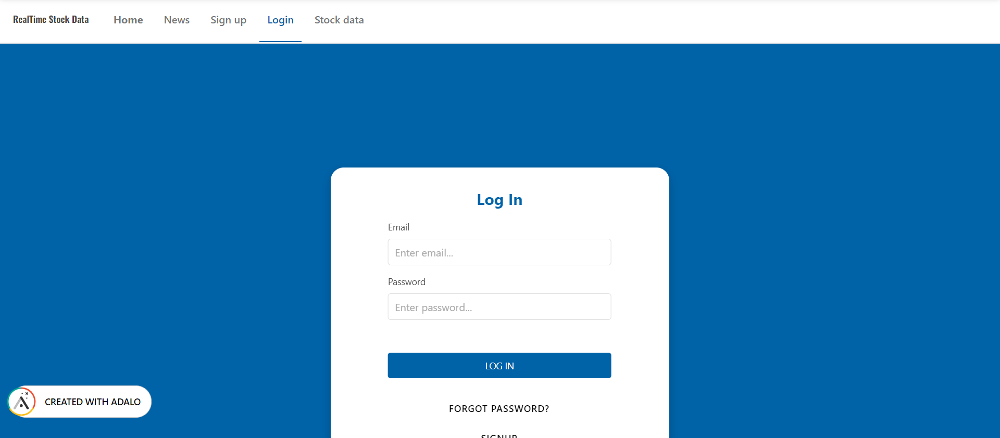 RealTime Stock Data Home News Sign up Login Stock data
Log In
Email
Enter email...
Password
Enter password...
LOG IN
FORGOT PASSWORD?
SIGNUP
CREATED WITH ADALO